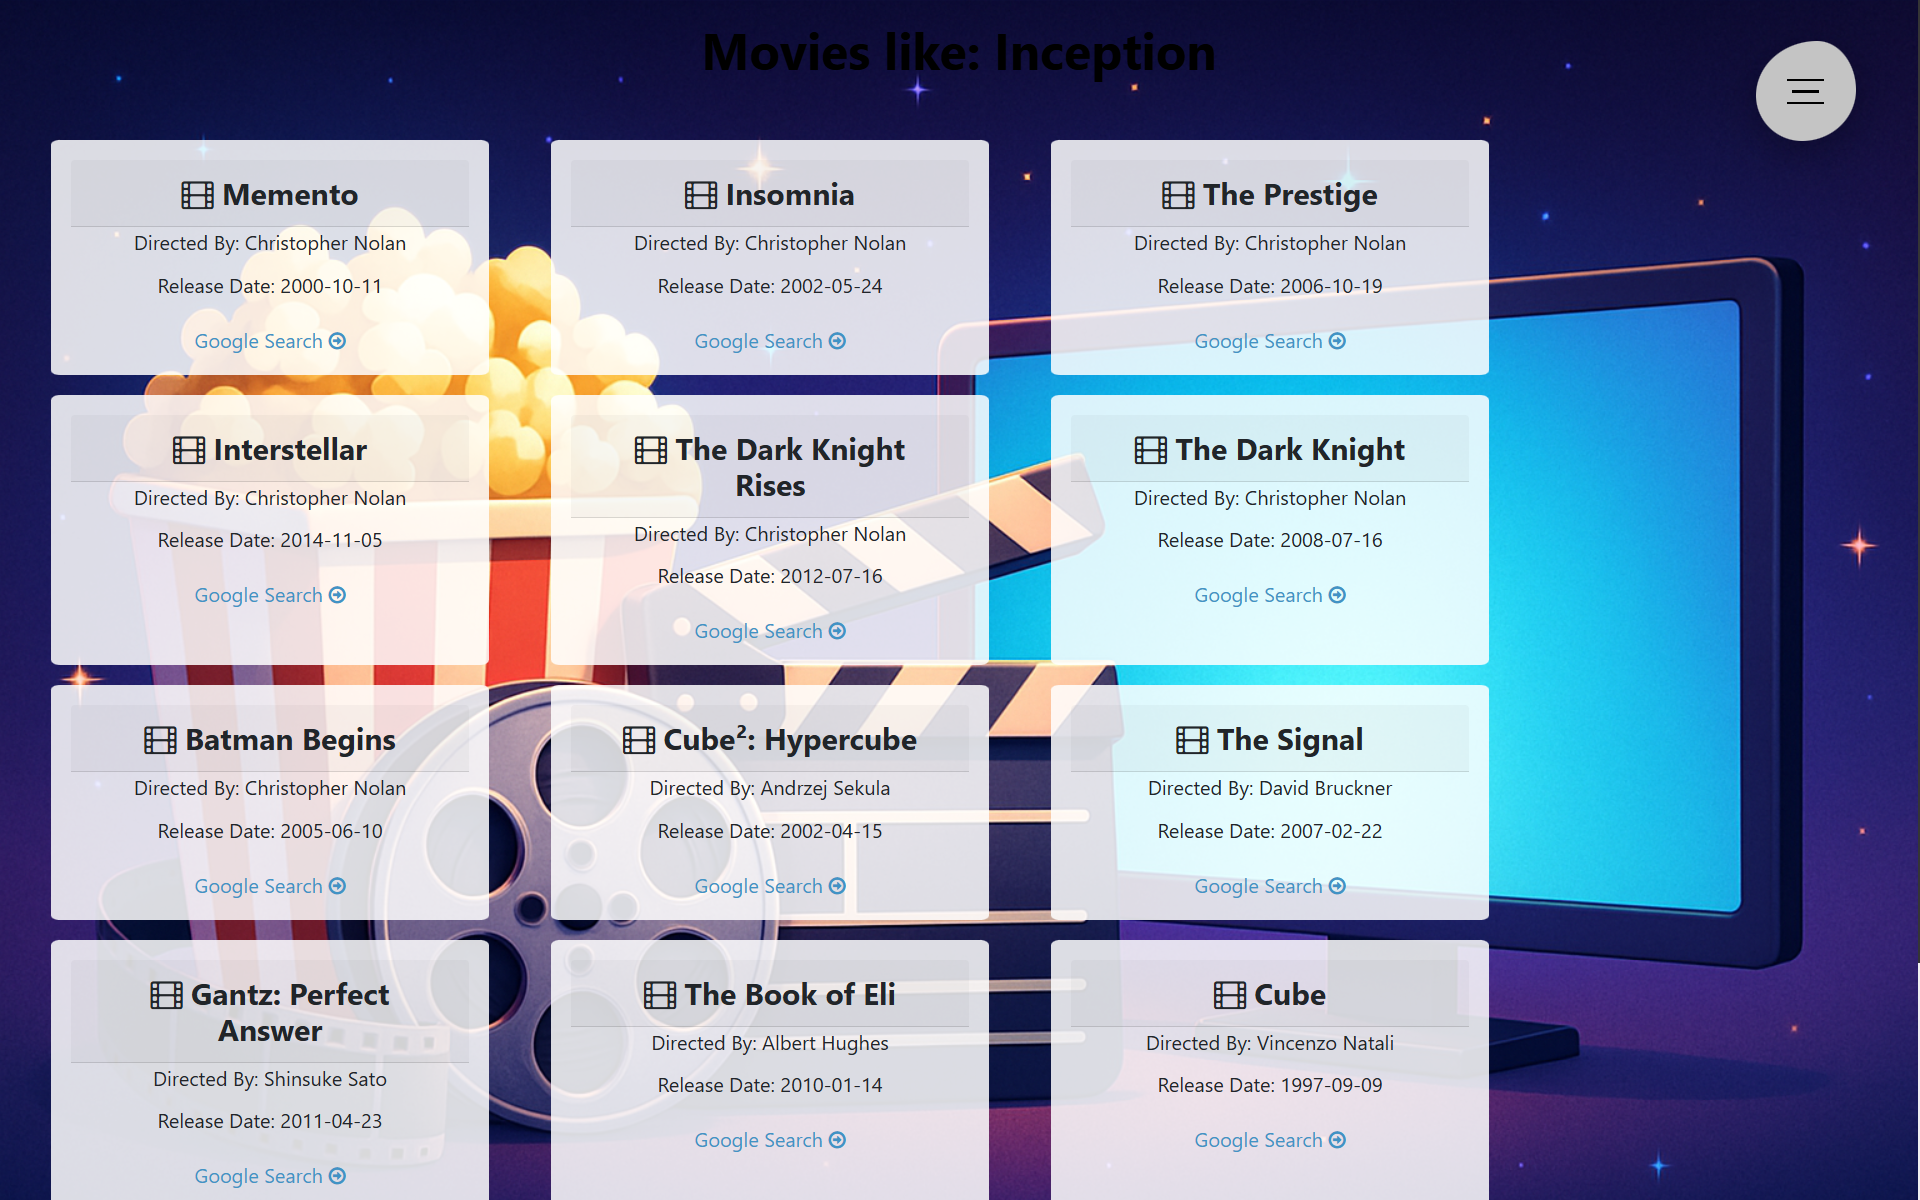 Movies like: Inception
Memento
Directed By: Christopher Nolan
Release Date: 2000-10-11
Google Search
Insomnia
Directed By: Christopher Nolan
Release Date: 2002-05-24
Google Search
The Prestige
Directed By: Christopher Nolan
Release Date: 2006-10-19
Google Search
Interstellar
Directed By: Christopher Nolan
Release Date: 2014-11-05
Google Search
The Dark Knight
Rises
Directed By: Christopher Nolan
Release Date: 2012-07-16
Google Search
The Dark Knight
Directed By: Christopher Nolan
Release Date: 2008-07-16
Google Search
Batman Begins
Directed By: Christopher Nolan
Release Date: 2005-06-10
Google Search
Cube²: Hypercube
Directed By: Andrzej Sekula
Release Date: 2002-04-15
Google Search
The Signal
Directed By: David Bruckner
Release Date: 2007-02-22
Google Search
Gantz: Perfect
Answer
Directed By: Shinsuke Sato
Release Date: 2011-04-23
Google Search
The Book of Eli
Directed By: Albert Hughes
Release Date: 2010-01-14
Google Search
Cube
Directed By: Vincenzo Natali
Release Date: 1997-09-09
Google Search